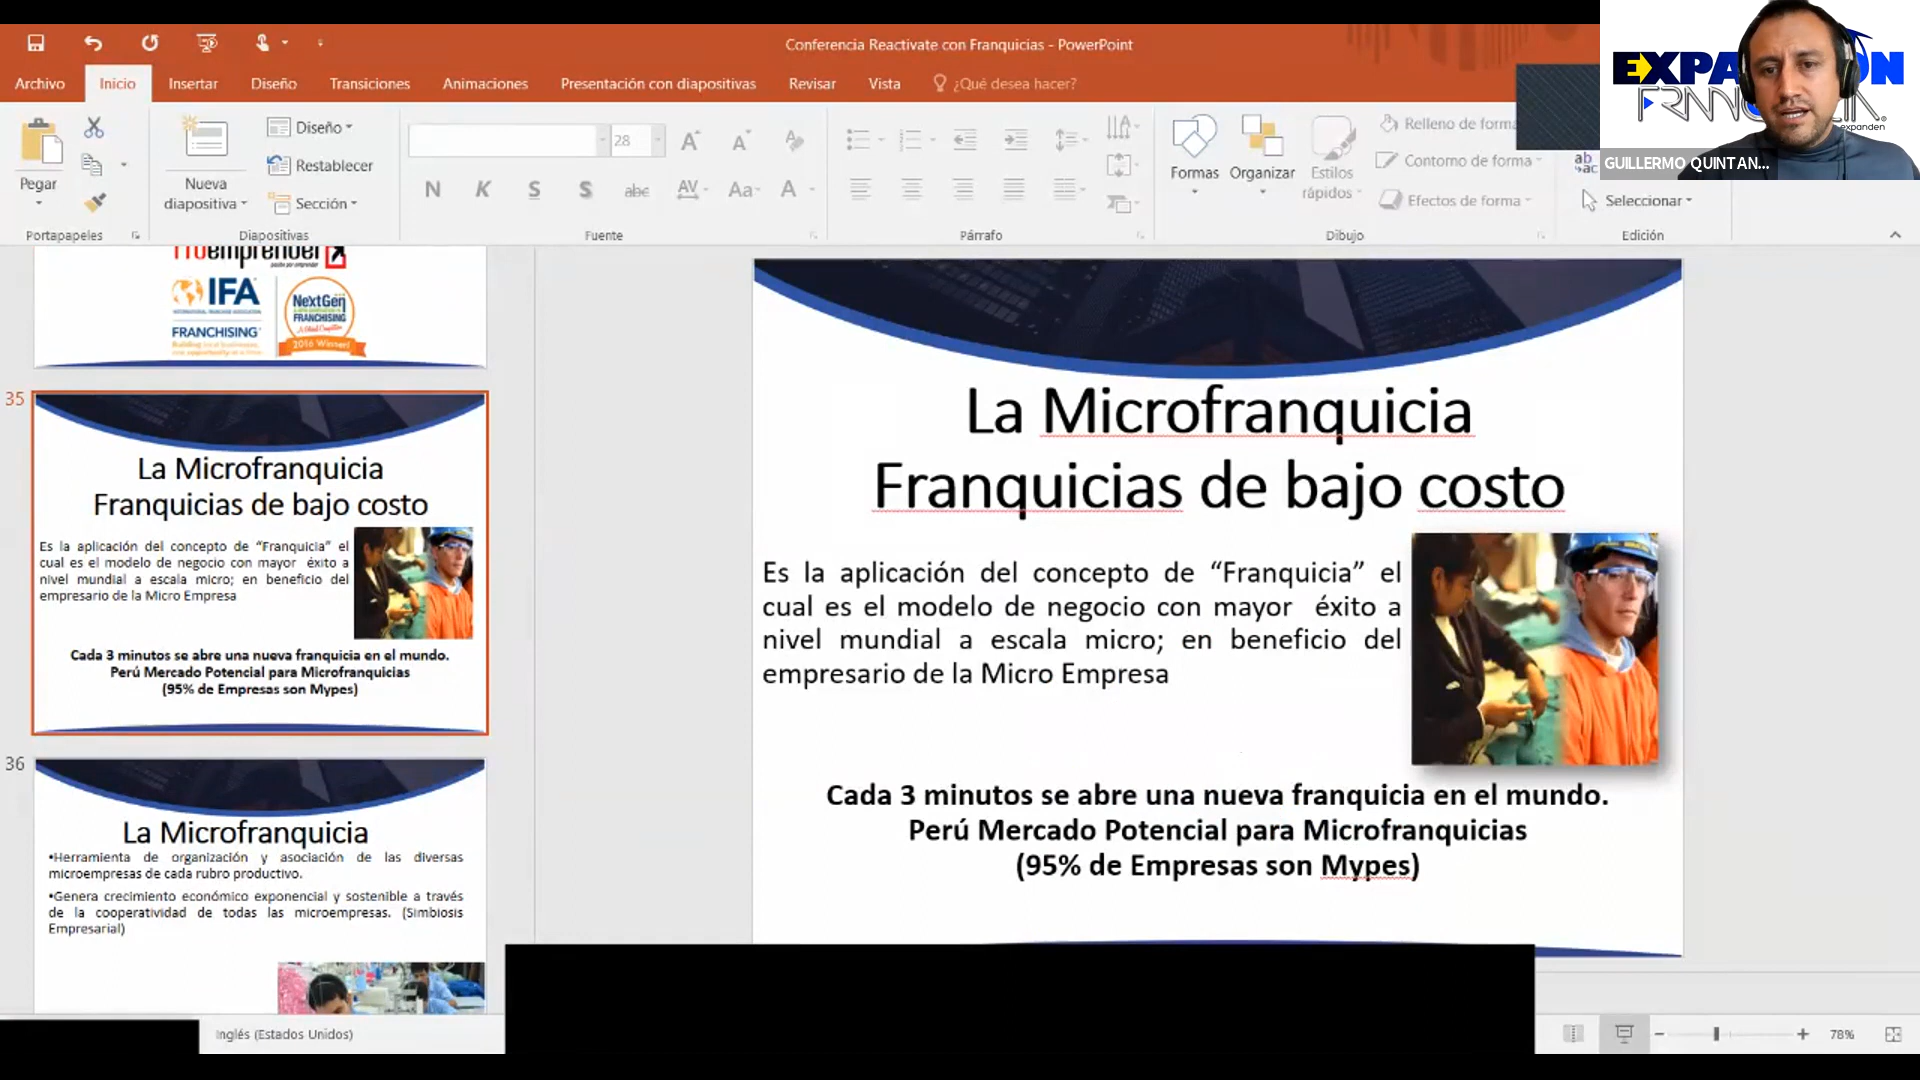 Conferencia Reactivate con Franquicias - PowerPoint
Archivo
Inicio
Insertar
Diseño
Transiciones
Animaciones
Presentación con diapositivas
Revisar
Vista
¿Qué desea hacer?
GUILLERMO QUINTAN...
expanden
Pegar
Nueva
diapositiva
Diseño
Restablecer
Sección
28
N K S S abc AV Aa A
Formas
Organizar
Estilos
rápidos
Relleno de forma
Contorno de forma
Efectos de forma
Seleccionar
Portapapeles
Diapositivas
Fuente
Párrafo
Dibujo
Edición
IFA
INTERNATIONAL FRANCHISE ASSOCIATION
FRANCHISING
NextGen
FRANCHISING
2016 Winner!
35
La Microfranquicia
Franquicias de bajo costo
Es la aplicación del concepto de “Franquicia” el
cual es el modelo de negocio con mayor éxito a
nivel mundial a escala micro; en beneficio del
empresario de la Micro Empresa
Cada 3 minutos se abre una nueva franquicia en el mundo.
Perú Mercado Potencial para Microfranquicias
(95% de Empresas son Mypes)
36
La Microfranquicia
•Herramienta de organización y asociación de las diversas
microempresas de cada rubro productivo.
•Genera crecimiento económico exponencial y sostenible a través
de la cooperatividad de todas las microempresas. (Simbiosis
Empresarial)
La Microfranquicia
Franquicias de bajo costo
Es la aplicación del concepto de “Franquicia” el
cual es el modelo de negocio con mayor éxito a
nivel mundial a escala micro; en beneficio del
empresario de la Micro Empresa
Cada 3 minutos se abre una nueva franquicia en el mundo.
Perú Mercado Potencial para Microfranquicias
(95% de Empresas son Mypes)
Inglés (Estados Unidos)
78%